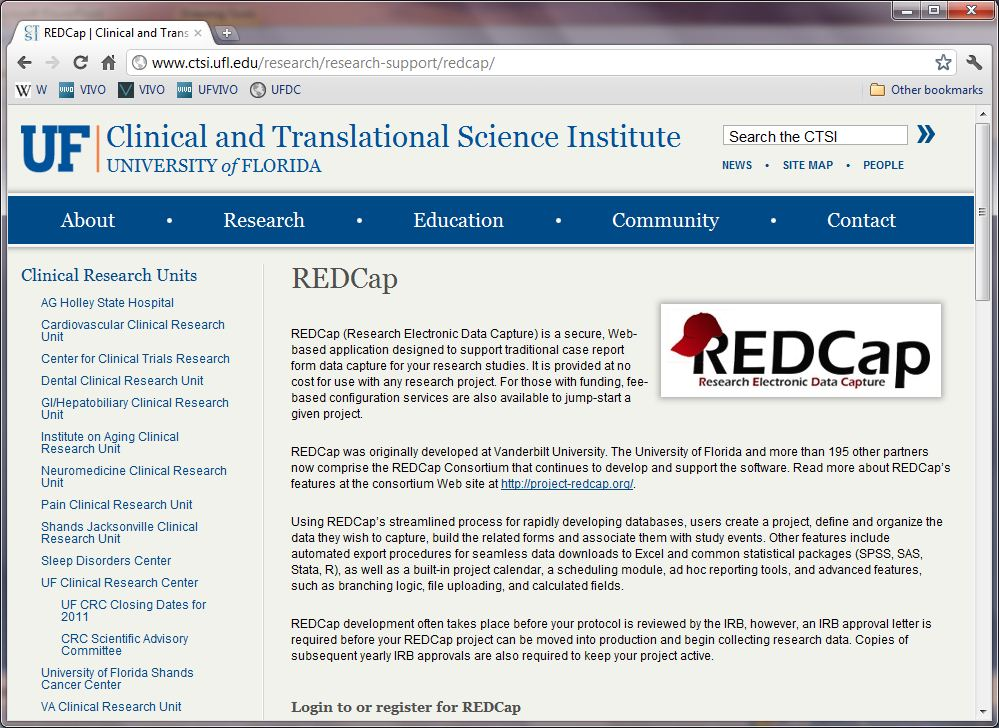 REDCap | Clinical and Trans
www.ctsi.ufl.edu/research/research-support/redcap/
W W VIVO VIVO VIVO VIVO UFVIVO UFDC Other bookmarks
UF Clinical and Translational Science Institute
UNIVERSITY of FLORIDA
Search the CTSI »
NEWS • SITE MAP • PEOPLE
About • Research • Education • Community • Contact
Clinical Research Units
AG Holley State Hospital
Cardiovascular Clinical Research
Unit
Center for Clinical Trials Research
Dental Clinical Research Unit
GI/Hepatobiliary Clinical Research
Unit
Institute on Aging Clinical
Research Unit
Neuromedicine Clinical Research
Unit
Pain Clinical Research Unit
Shands Jacksonville Clinical
Research Unit
Sleep Disorders Center
UF Clinical Research Center
UF CRC Closing Dates for
2011
CRC Scientific Advisory
Committee
University of Florida Shands
Cancer Center
VA Clinical Research Unit
REDCap
REDCap (Research Electronic Data Capture) is a secure, Web-
based application designed to support traditional case report
form data capture for your research studies. It is provided at no
cost for use with any research project. For those with funding, fee-
based configuration services are also available to jump-start a
given project.
REDCap
Research Electronic Data Capture
REDCap was originally developed at Vanderbilt University. The University of Florida and more than 195 other partners
now comprise the REDCap Consortium that continues to develop and support the software. Read more about REDCap's
features at the consortium Web site at http://project-redcap.org/.
Using REDCap's streamlined process for rapidly developing databases, users create a project, define and organize the
data they wish to capture, build the related forms and associate them with study events. Other features include
automated export procedures for seamless data downloads to Excel and common statistical packages (SPSS, SAS,
Stata, R), as well as a built-in project calendar, a scheduling module, ad hoc reporting tools, and advanced features,
such as branching logic, file uploading, and calculated fields.
REDCap development often takes place before your protocol is reviewed by the IRB, however, an IRB approval letter is
required before your REDCap project can be moved into production and begin collecting research data. Copies of
subsequent yearly IRB approvals are also required to keep your project active.
Login to or register for REDCap